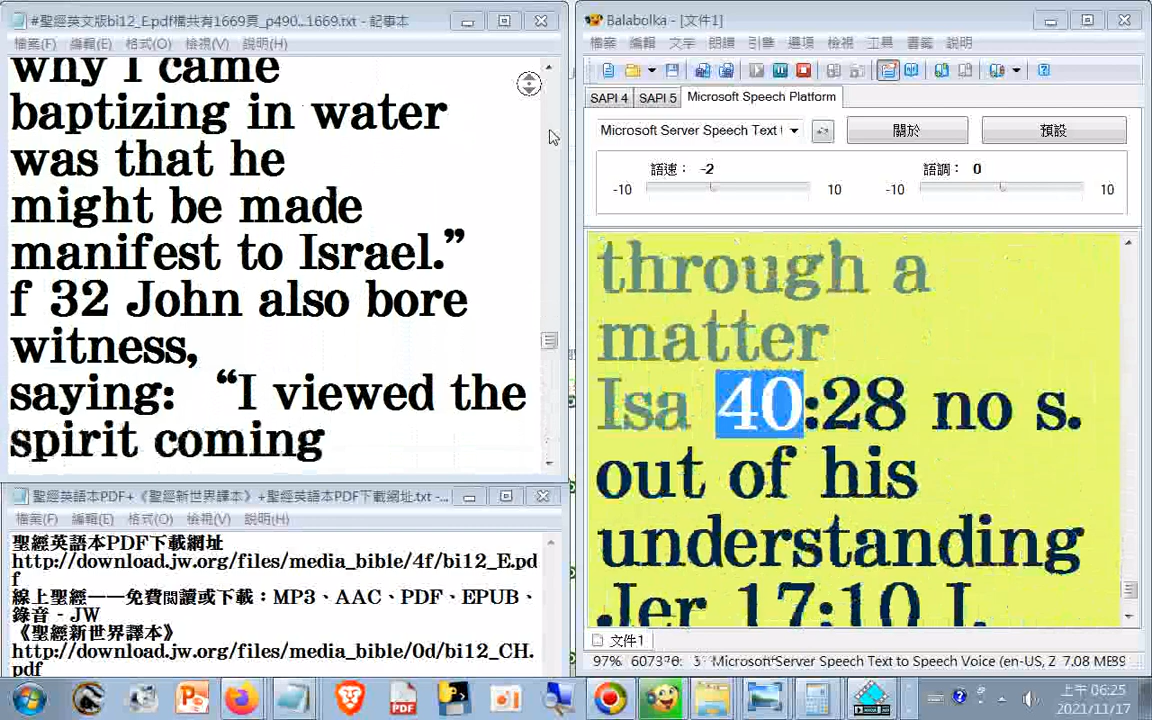 #聖經英文版bi12_E.pdf檔共有1669頁_p490...1669.txt - 記事本
檔案(F) 編輯(E) 格式(O) 檢視(V) 說明(H)
why I came
baptizing in water
was that he
might be made
manifest to Israel.”
f 32 John also bore
witness,
saying: “I viewed the
spirit coming
聖經英語本PDF+《聖經新世界譯本》+聖經英語本PDF下載網址.txt - ...
檔案(F) 編輯(E) 格式(O) 檢視(V) 說明(H)
聖經英語本PDF下載網址
http://download.jw.org/files/media_bible/4f/bi12_E.pd
f
線上聖經——免費閱讀或下載：MP3、AAC、PDF、EPUB、
錄音 - JW
《聖經新世界譯本》
http://download.jw.org/files/media_bible/0d/bi12_CH.
pdf
Balabolka - [文件1]
檔案 編輯 文字 朗讀 引擎 選項 檢視 工具 書籤 說明
SAPI 4 SAPI 5 Microsoft Speech Platform
Microsoft Server Speech Text
關於 預設
語速： -2 語調： 0
-10 10 -10 10
through a
matter
Isa 40:28 no s.
out of his
understanding
Jer 17:10 I,
文件1
97% Microsoft Server Speech Text to Speech Voice (en-US, Z 7.08 MB
上午 06:25
2021/11/17